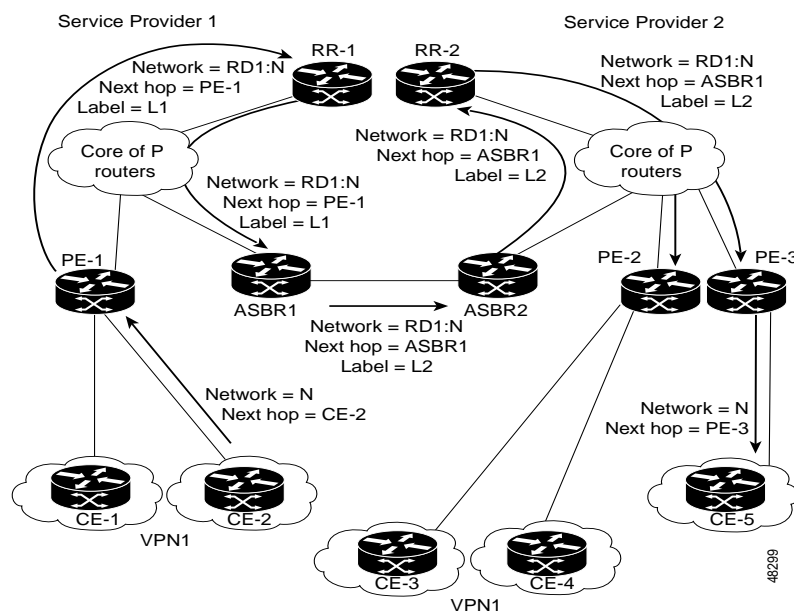 Service Provider 1
Service Provider 2
RR-1
RR-2
Network = RD1:N
Next hop = PE-1
Label = L1
Network = RD1:N
Next hop = ASBR1
Label = L2
Network = RD1:N
Next hop = ASBR1
Label = L2
Core of P
routers
Core of P
routers
Network = RD1:N
Next hop = PE-1
Label = L1
PE-1
PE-2
PE-3
ASBR1
ASBR2
Network = RD1:N
Next hop = ASBR1
Label = L2
Network = N
Next hop = CE-2
Network = N
Next hop = PE-3
CE-1
CE-2
CE-5
VPN1
CE-3
CE-4
VPN1
48299